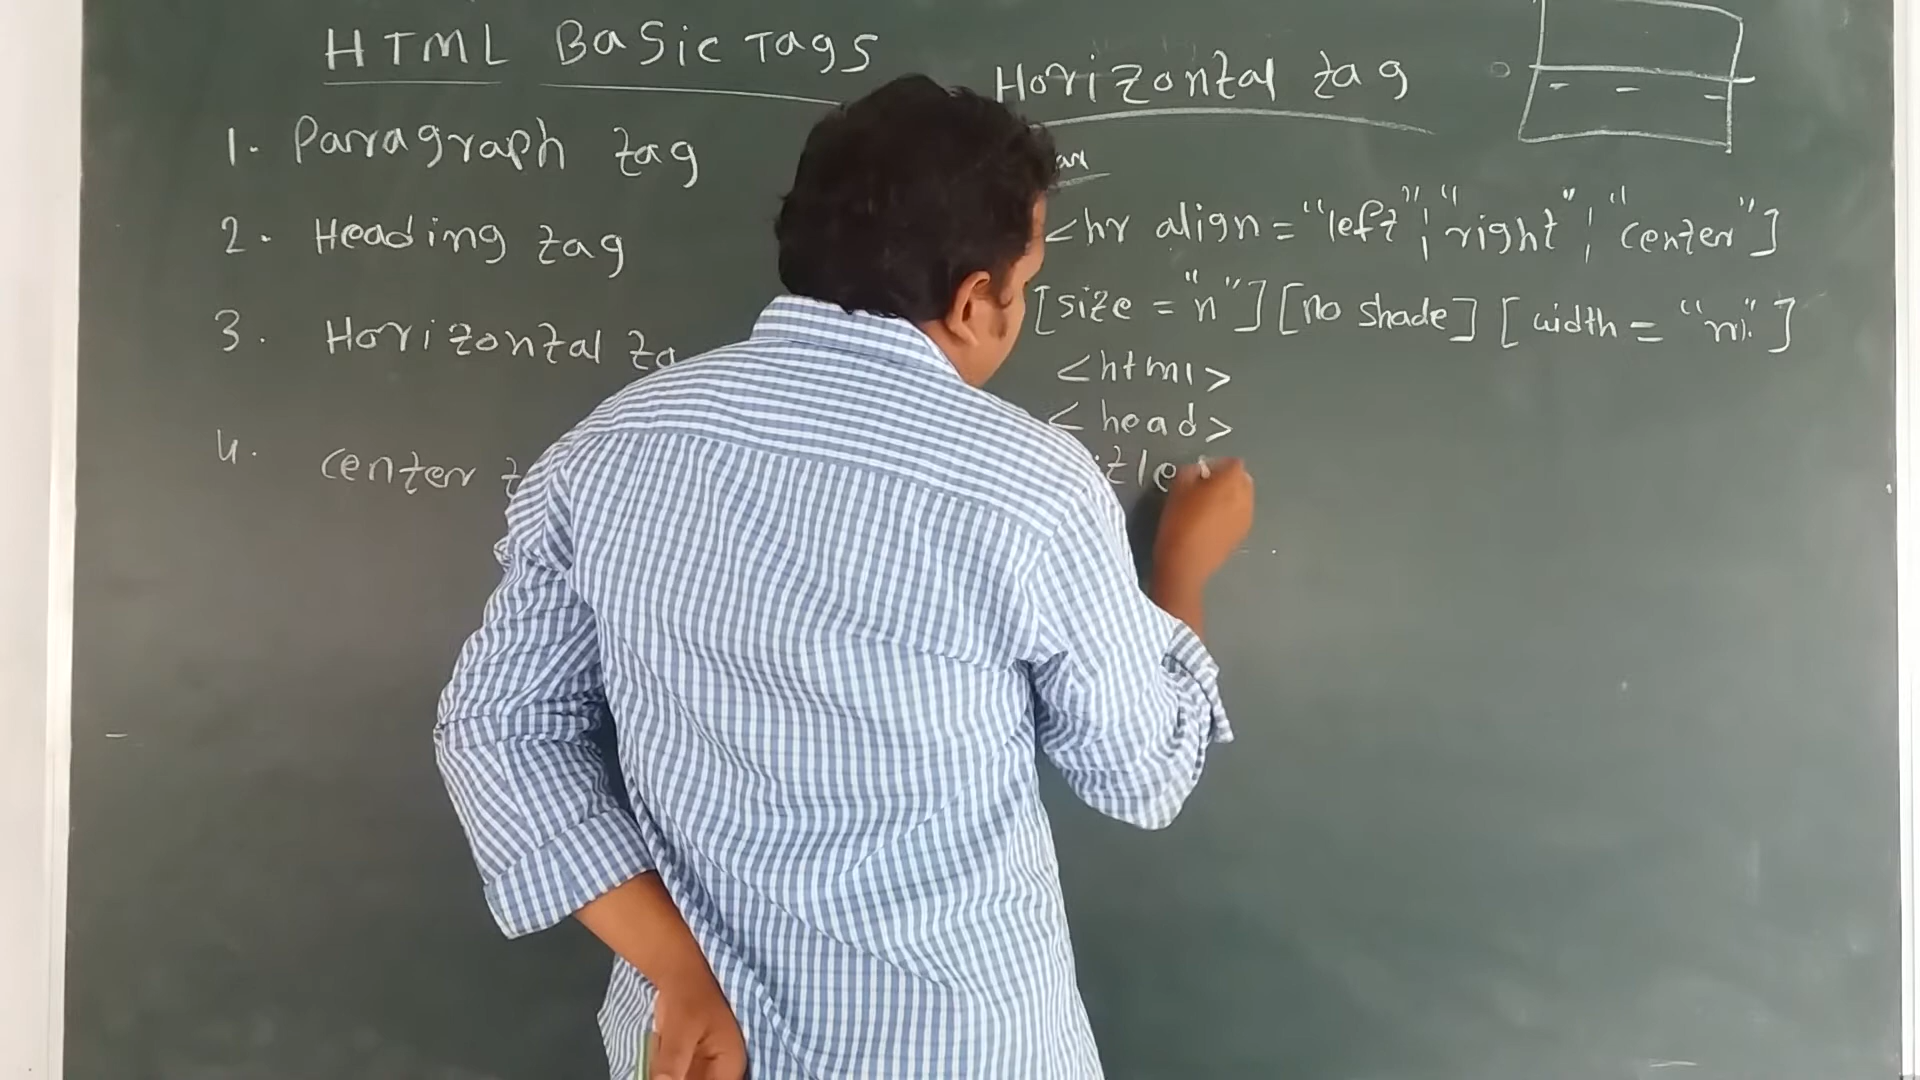 HTML Basic Tags
1. Paragraph tag
2. Heading tag
3. Horizontal
4. center
Horizontal tag
<hr align = "left" ¦ "right" ¦ "center"]
[size = "n"] [no shade] [width = "n%"]
<html>
<head>